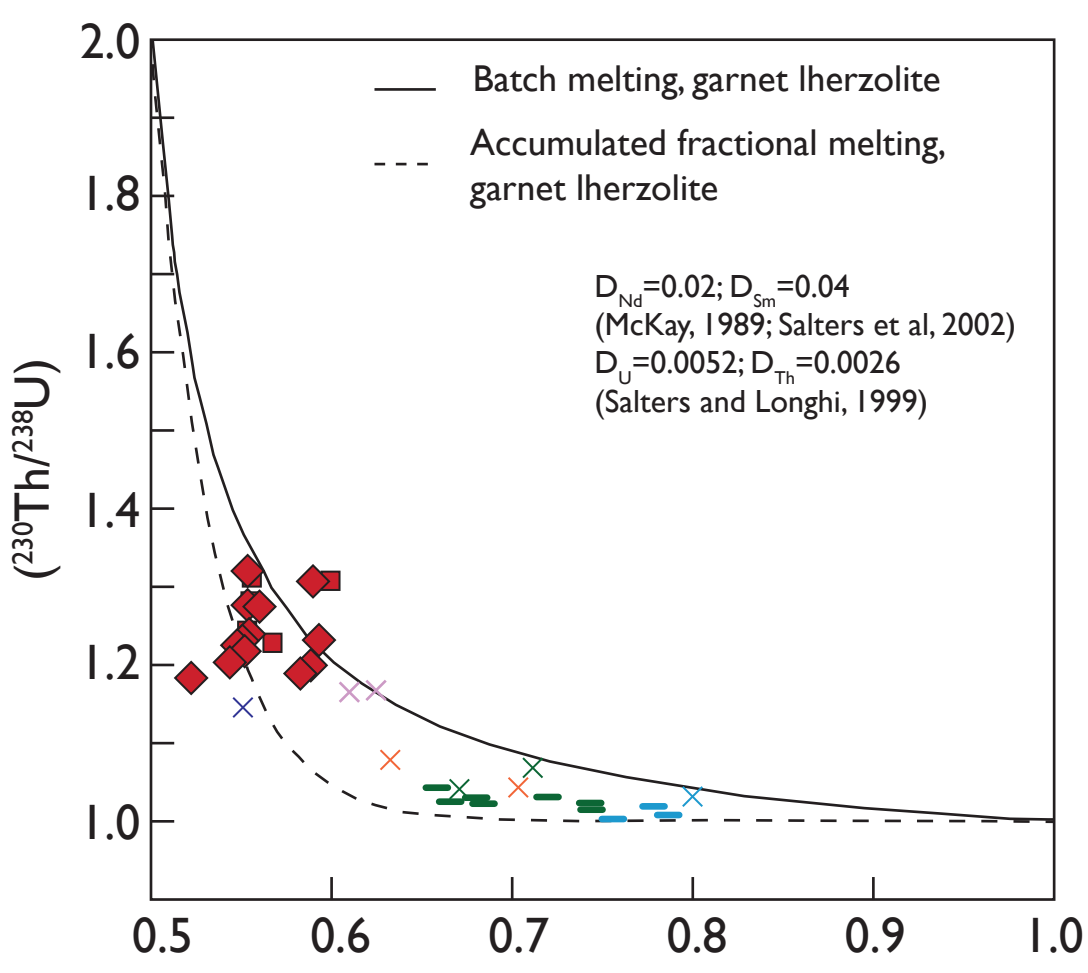 2.0
1.8
1.6
1.4
1.2
1.0
(²³⁰Th/²³⁸U)
Batch melting, garnet lherzolite
Accumulated fractional melting,
garnet lherzolite
D_Nd=0.02; D_Sm=0.04
(McKay, 1989; Salters et al, 2002)
D_U=0.0052; D_Th=0.0026
(Salters and Longhi, 1999)
0.5 0.6 0.7 0.8 0.9 1.0